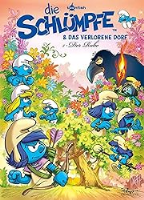 die
SCHLÜMPFE
& DAS VERLORENE DORF
1 - Der Rabe